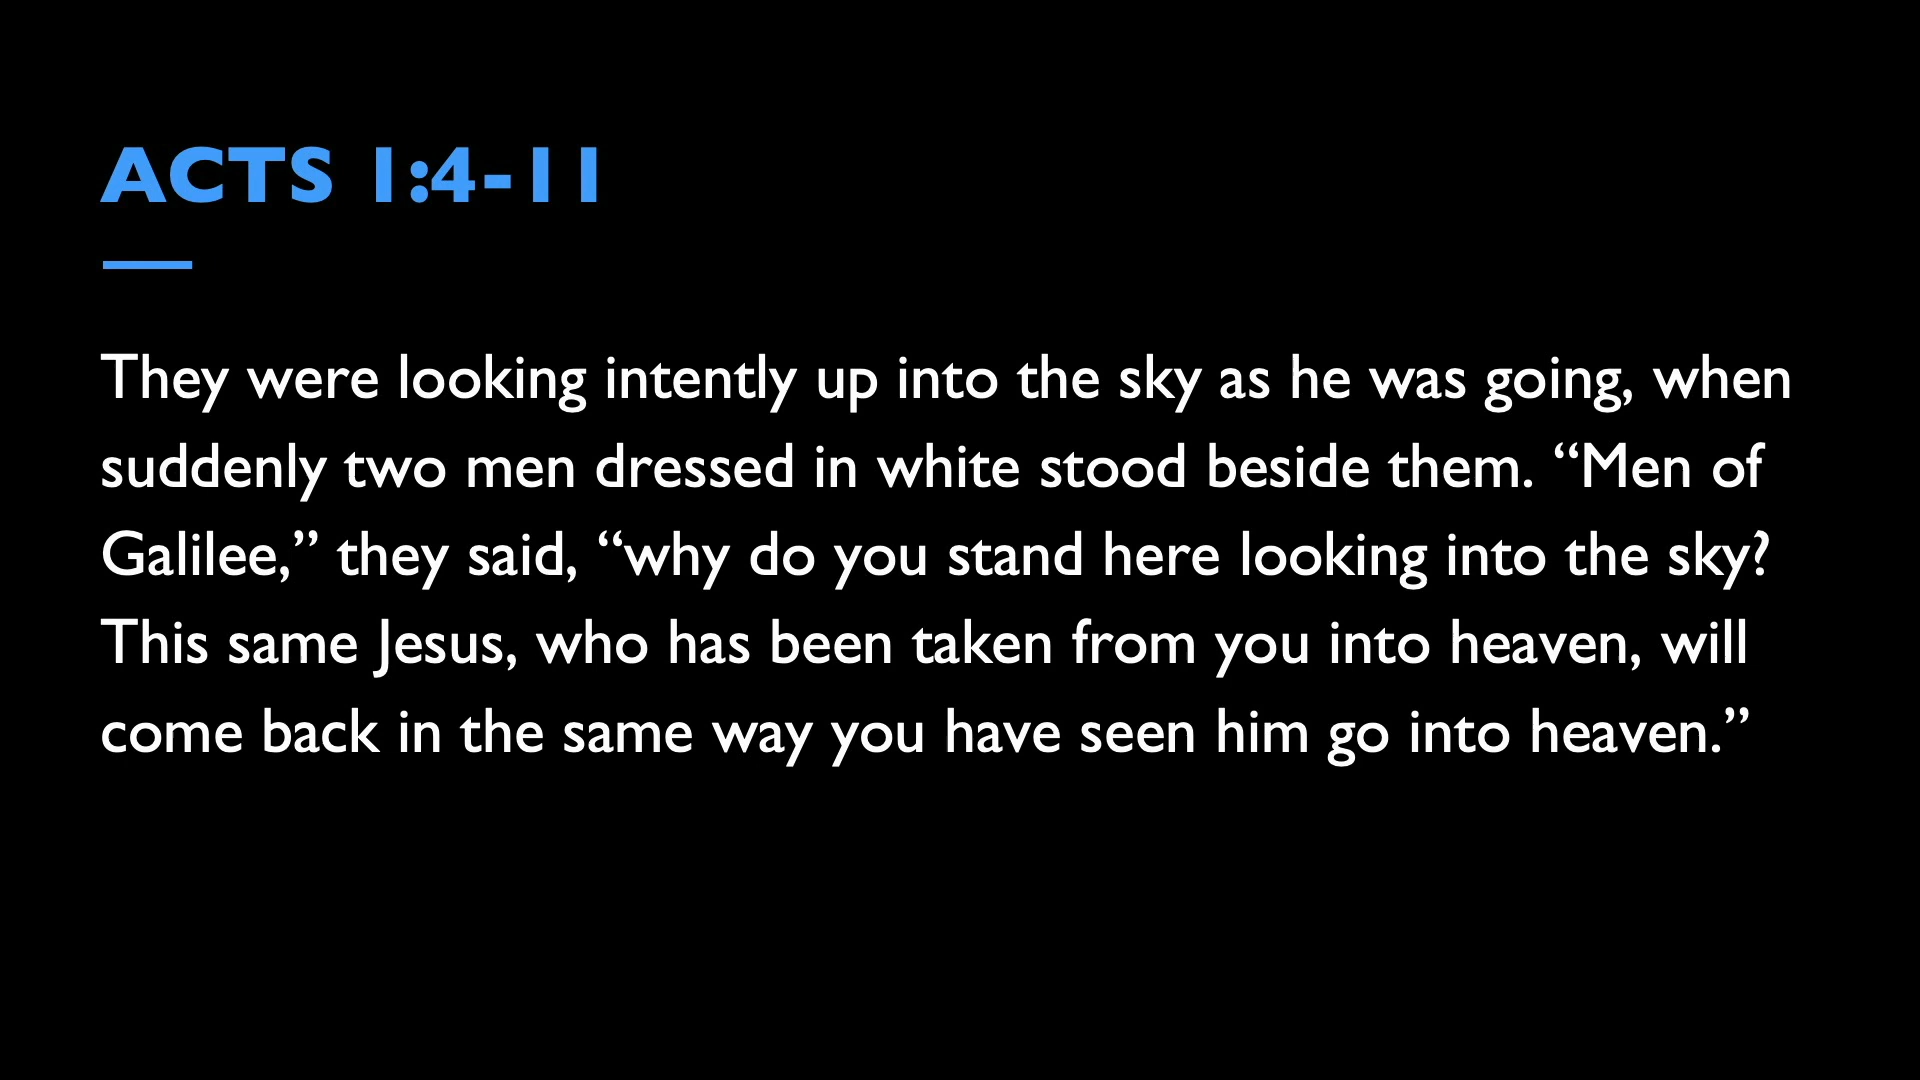 ACTS 1:4-11
They were looking intently up into the sky as he was going, when
suddenly two men dressed in white stood beside them. “Men of
Galilee,” they said, “why do you stand here looking into the sky?
This same Jesus, who has been taken from you into heaven, will
come back in the same way you have seen him go into heaven.”